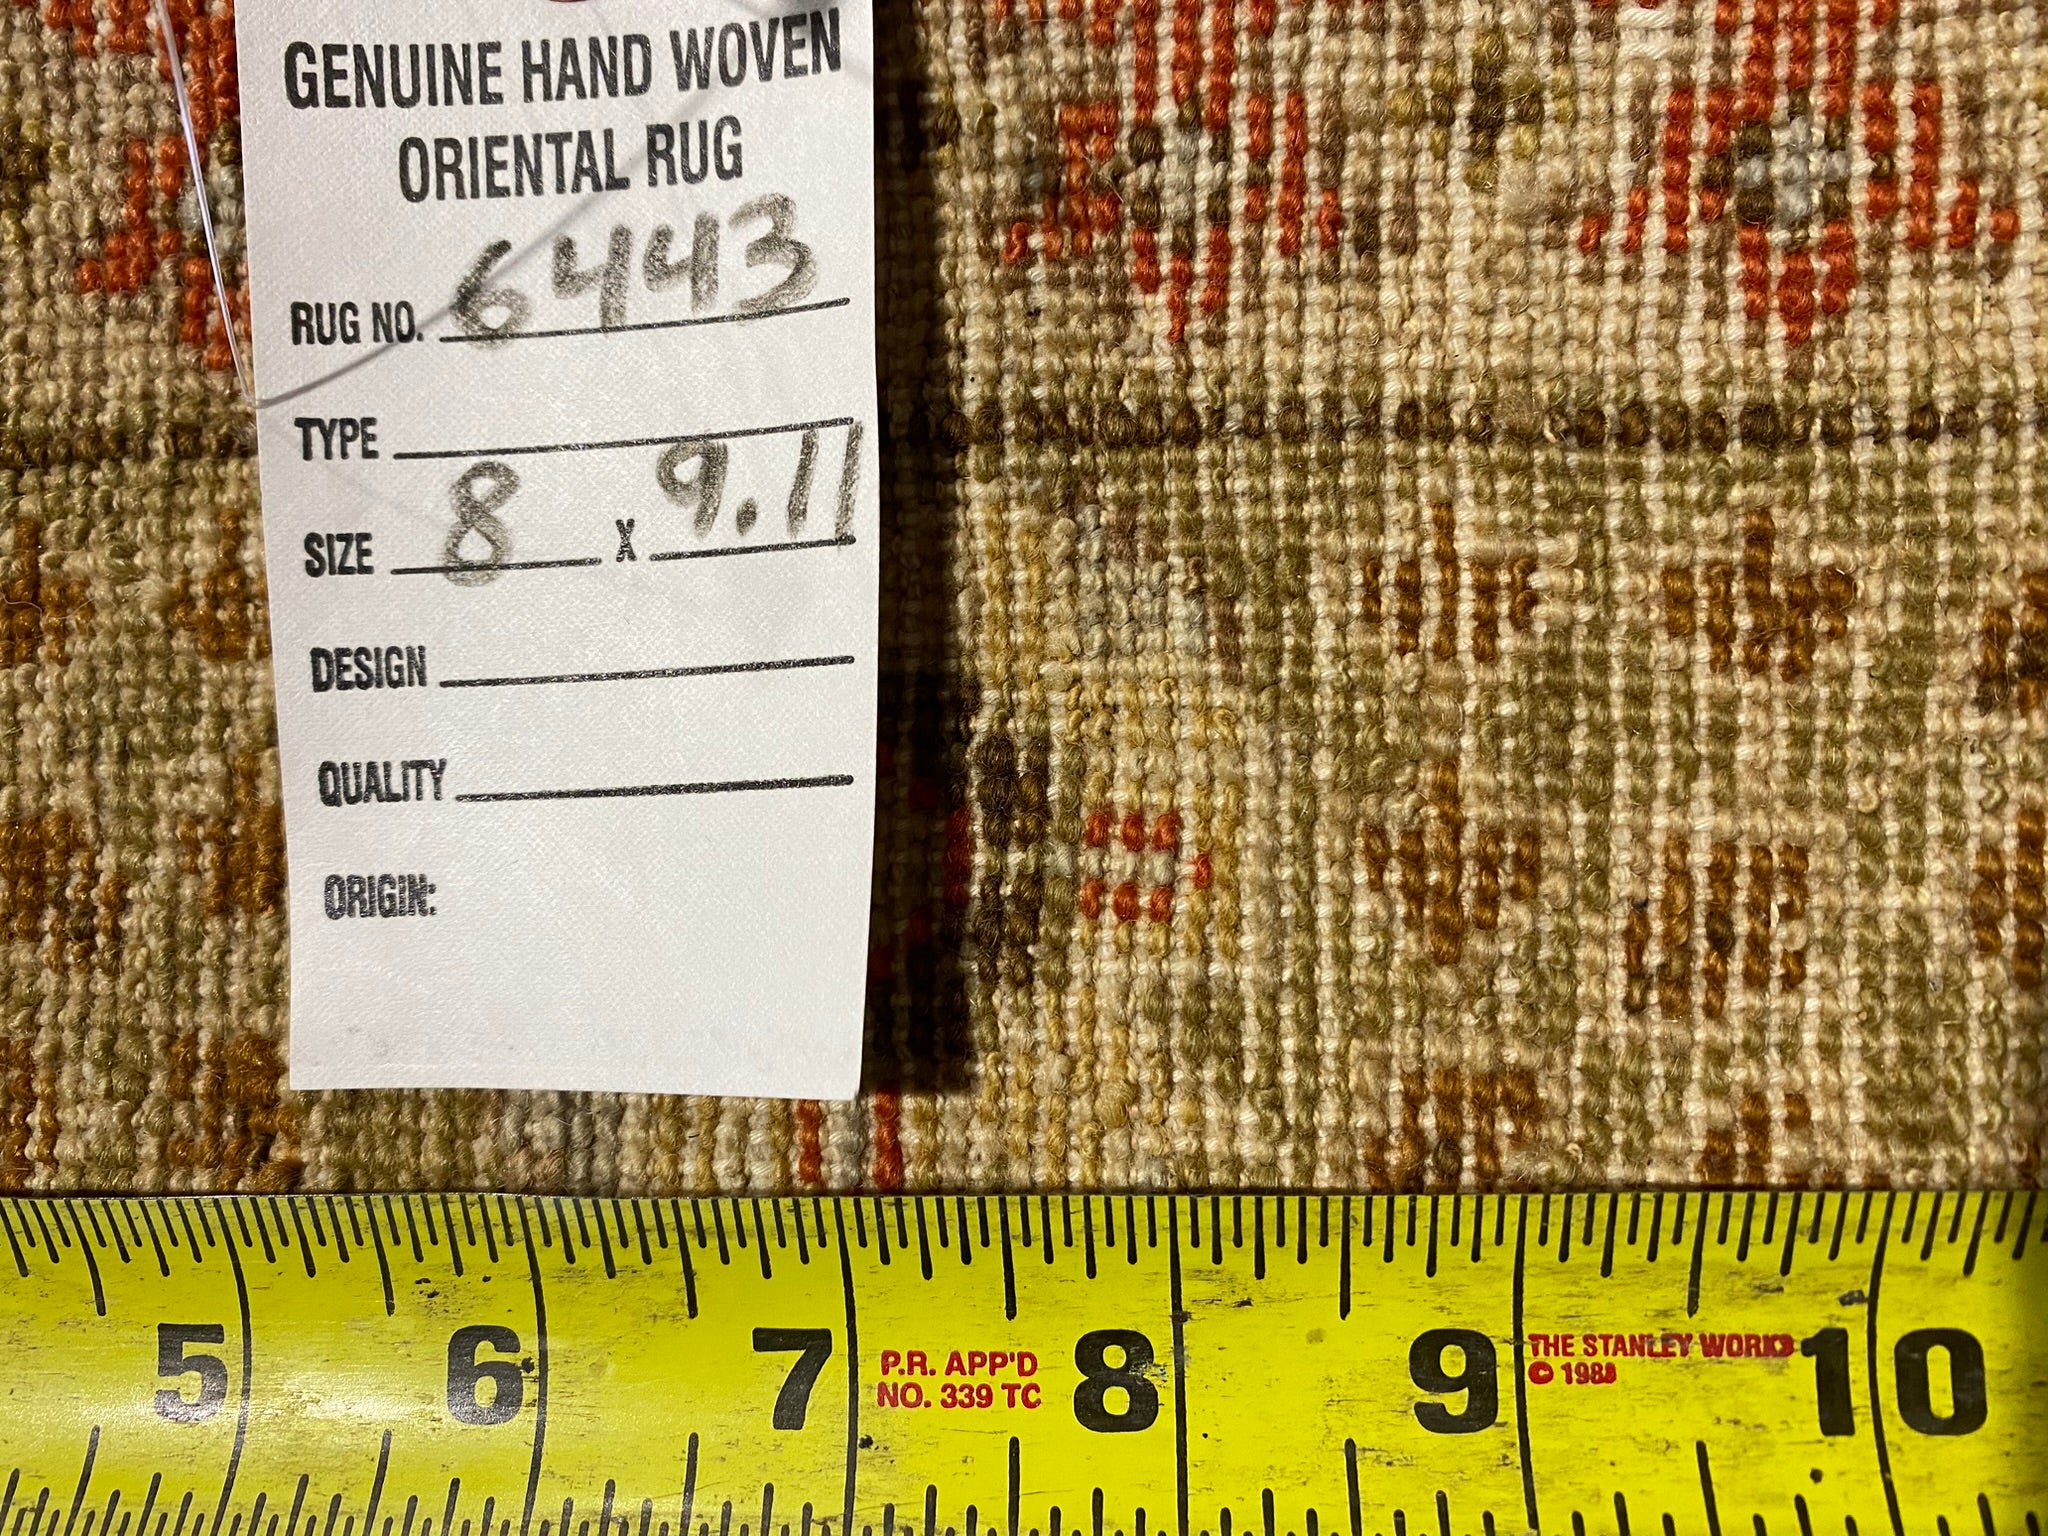 GENUINE HAND WOVEN
ORIENTAL RUG
RUG NO. 6443
TYPE
SIZE 8 X 9.11
DESIGN
QUALITY
ORIGIN:
5 6 7 8 9 10
P.R. APP'D
NO. 339 TC
THE STANLEY WORKS